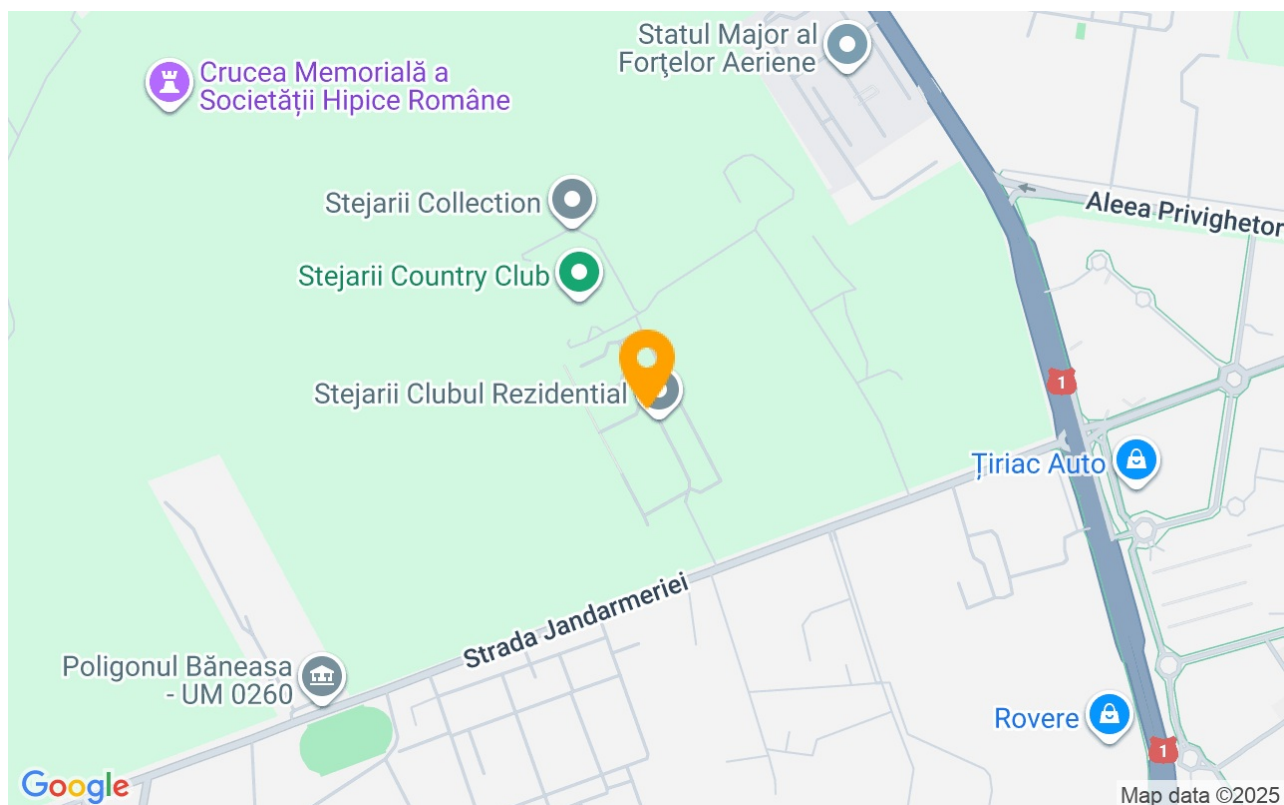 Statul Major al
Forţelor Aeriene
Crucea Memorială a
Societății Hipice Române
Stejarii Collection
Aleea Privighetor
Stejarii Country Club
1
Stejarii Clubul Rezidential
Țiriac Auto
Strada Jandarmeriei
Poligonul Băneasa
- UM 0260
Rovere
1
Google
Map data ©2025